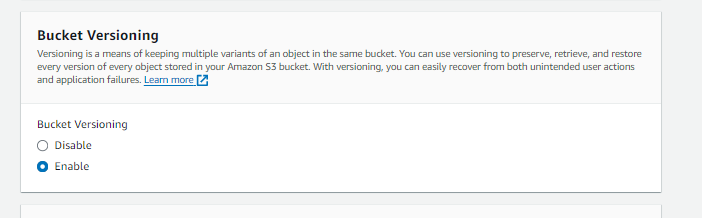 Bucket Versioning
Versioning is a means of keeping multiple variants of an object in the same bucket. You can use versioning to preserve, retrieve, and restore
every version of every object stored in your Amazon S3 bucket. With versioning, you can easily recover from both unintended user actions
and application failures. Learn more
Bucket Versioning
Disable
Enable